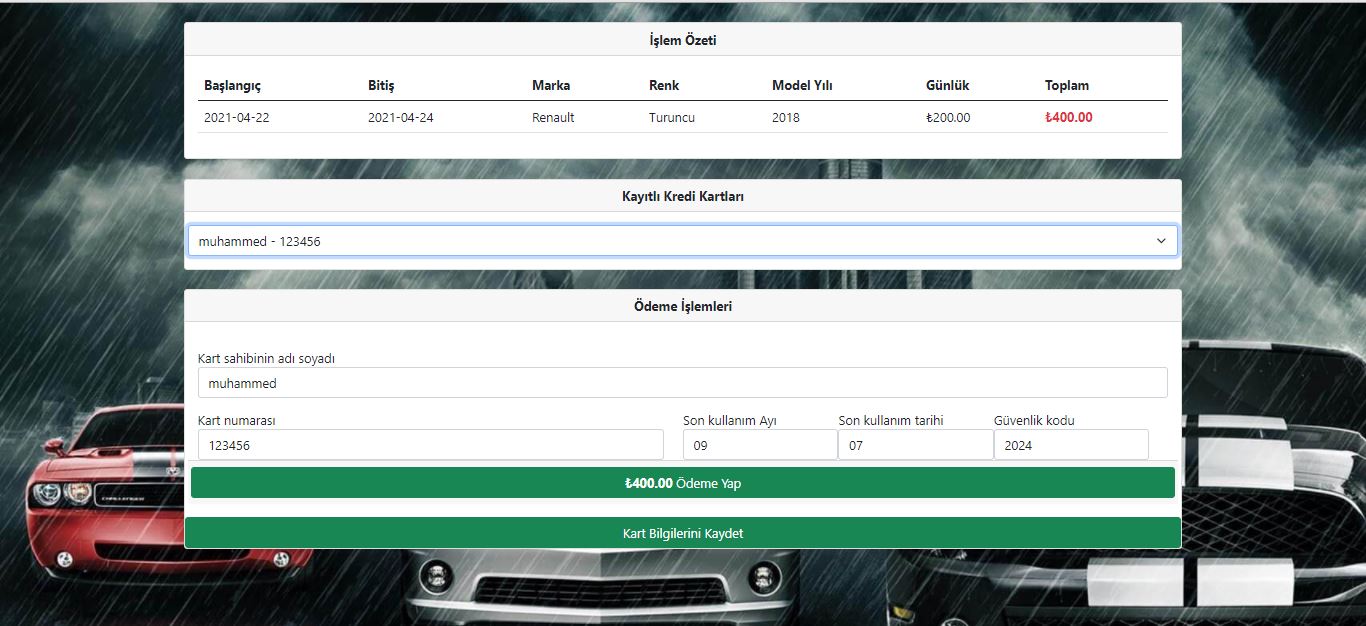 İşlem Özeti
Başlangıç Bitiş Marka Renk Model Yılı Günlük Toplam
2021-04-22 2021-04-24 Renault Turuncu 2018 ₺200.00 ₺400.00
Kayıtlı Kredi Kartları
muhammed - 123456
Ödeme İşlemleri
Kart sahibinin adı soyadı
muhammed
Kart numarası Son kullanım Ayı Son kullanım tarihi Güvenlik kodu
123456 09 07 2024
₺400.00 Ödeme Yap
Kart Bilgilerini Kaydet
CHALLENGER